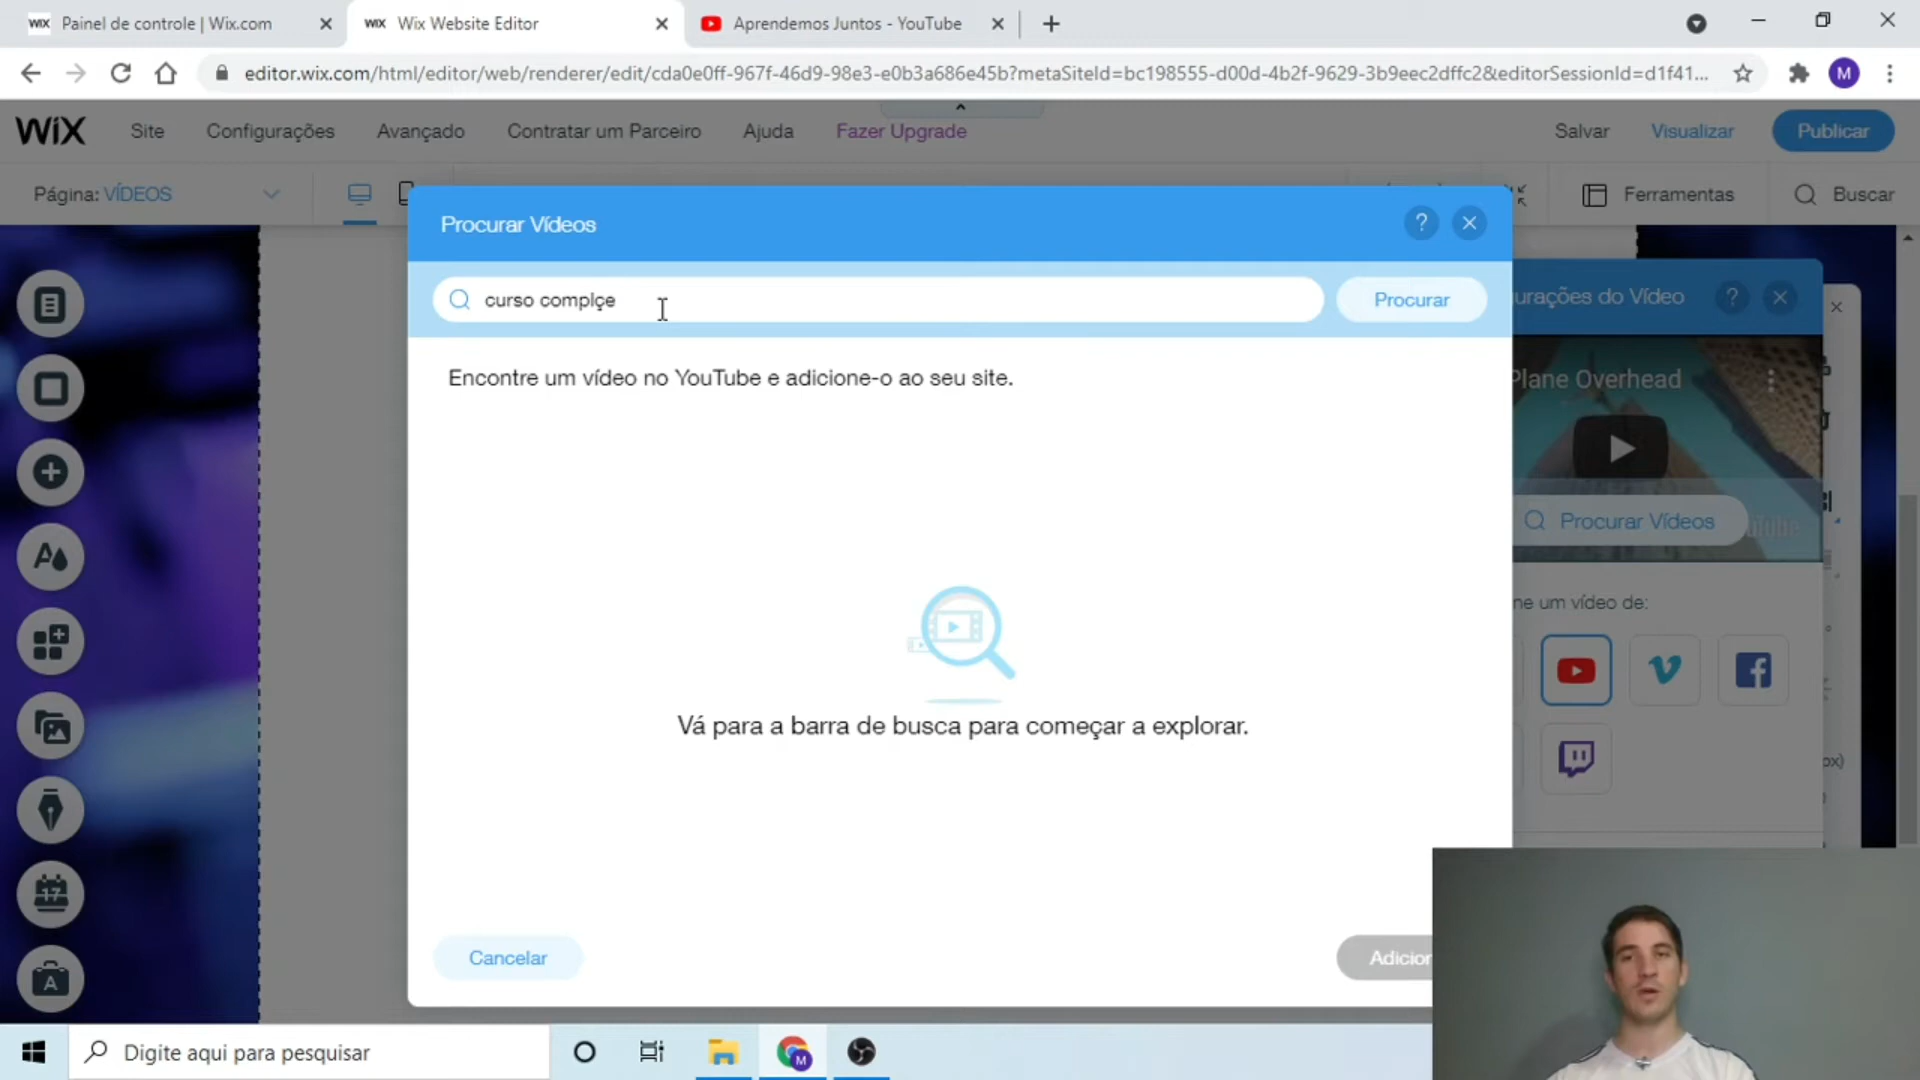 WiX Painel de controle | Wix.com
WiX Wix Website Editor
Aprendemos Juntos - YouTube
editor.wix.com/html/editor/web/renderer/edit/cda0e0ff-967f-46d9-98e3-e0b3a686e45b?metaSiteId=bc198555-d00d-4b2f-9629-3b9eec2dffc2&editorSessionId=d1f41...
M
WiX
Site
Configurações
Avançado
Contratar um Parceiro
Ajuda
Fazer Upgrade
Salvar
Visualizar
Publicar
Página: VÍDEOS
Ferramentas
Buscar
Procurar Vídeos
?
curso complçe
Procurar
Encontre um vídeo no YouTube e adicione-o ao seu site.
urações do Vídeo
?
Plane Overhead
Procurar Vídeos
ne um vídeo de:
Vá para a barra de busca para começar a explorar.
17
A
Cancelar
Adicior
Digite aqui para pesquisar
M